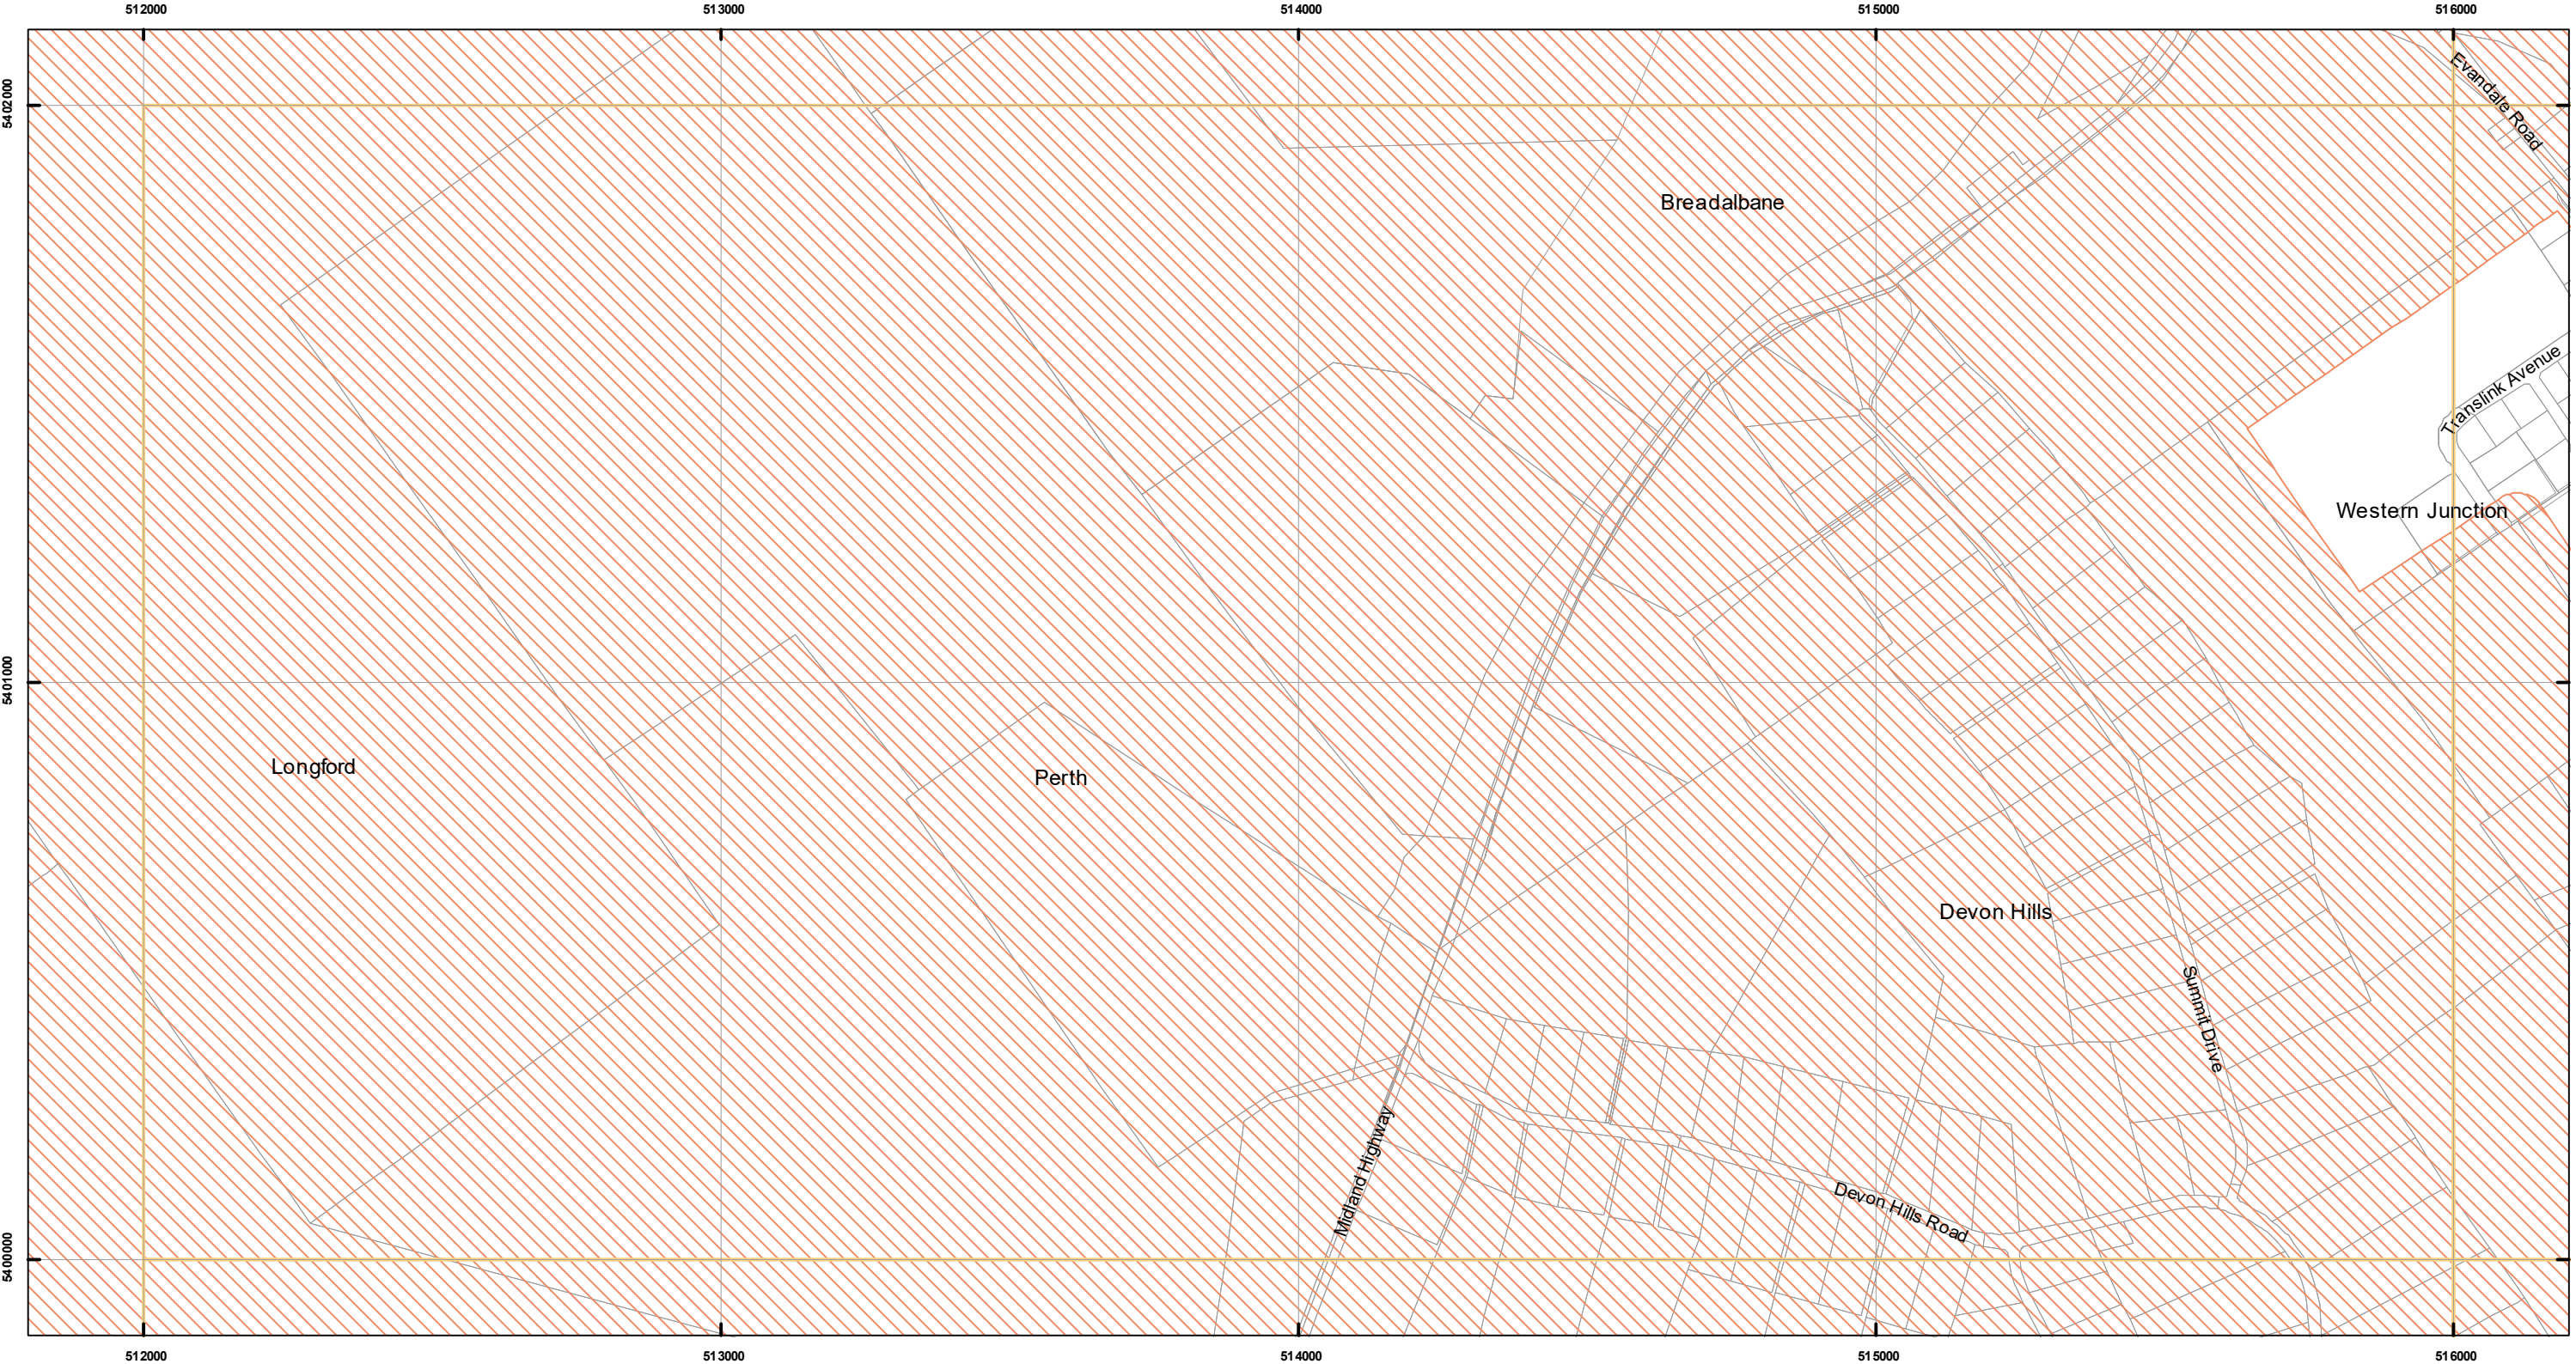 512000 513000 514000 515000 516000
5402000
Evandale Road
Breadalbane
Translink Avenue
Western Junction
5401000
Longford
Perth
Devon Hills
Summit Drive
Midland Highway
Devon Hills Road
5400000
512000 513000 514000 515000 516000